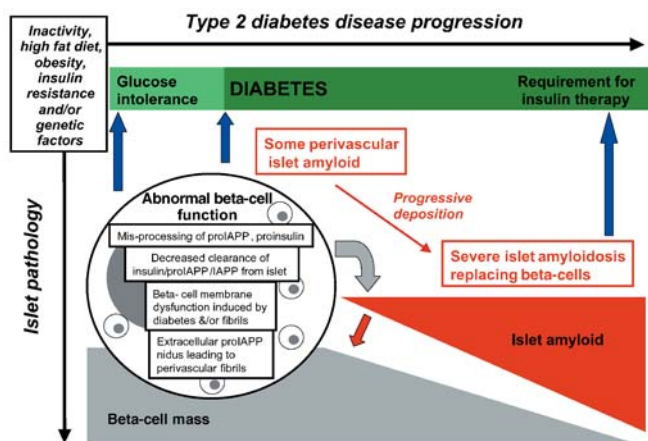 Type 2 diabetes disease progression
Inactivity,
high fat diet,
obesity,
insulin
resistance
and/or
genetic
factors
Glucose
intolerance
DIABETES
Requirement for
insulin therapy
Some perivascular
islet amyloid
Progressive
deposition
Severe islet amyloidosis
replacing beta-cells
Islet pathology
Abnormal beta-cell
function
Mis-processing of proIAPP, proinsulin
Decreased clearance of
insulin/proIAPP/IAPP from islet
Beta- cell membrane
dysfunction induced by
diabetes &/or fibrils
Extracellular proIAPP
nidus leading to
perivascular fibrils
Islet amyloid
Beta-cell mass